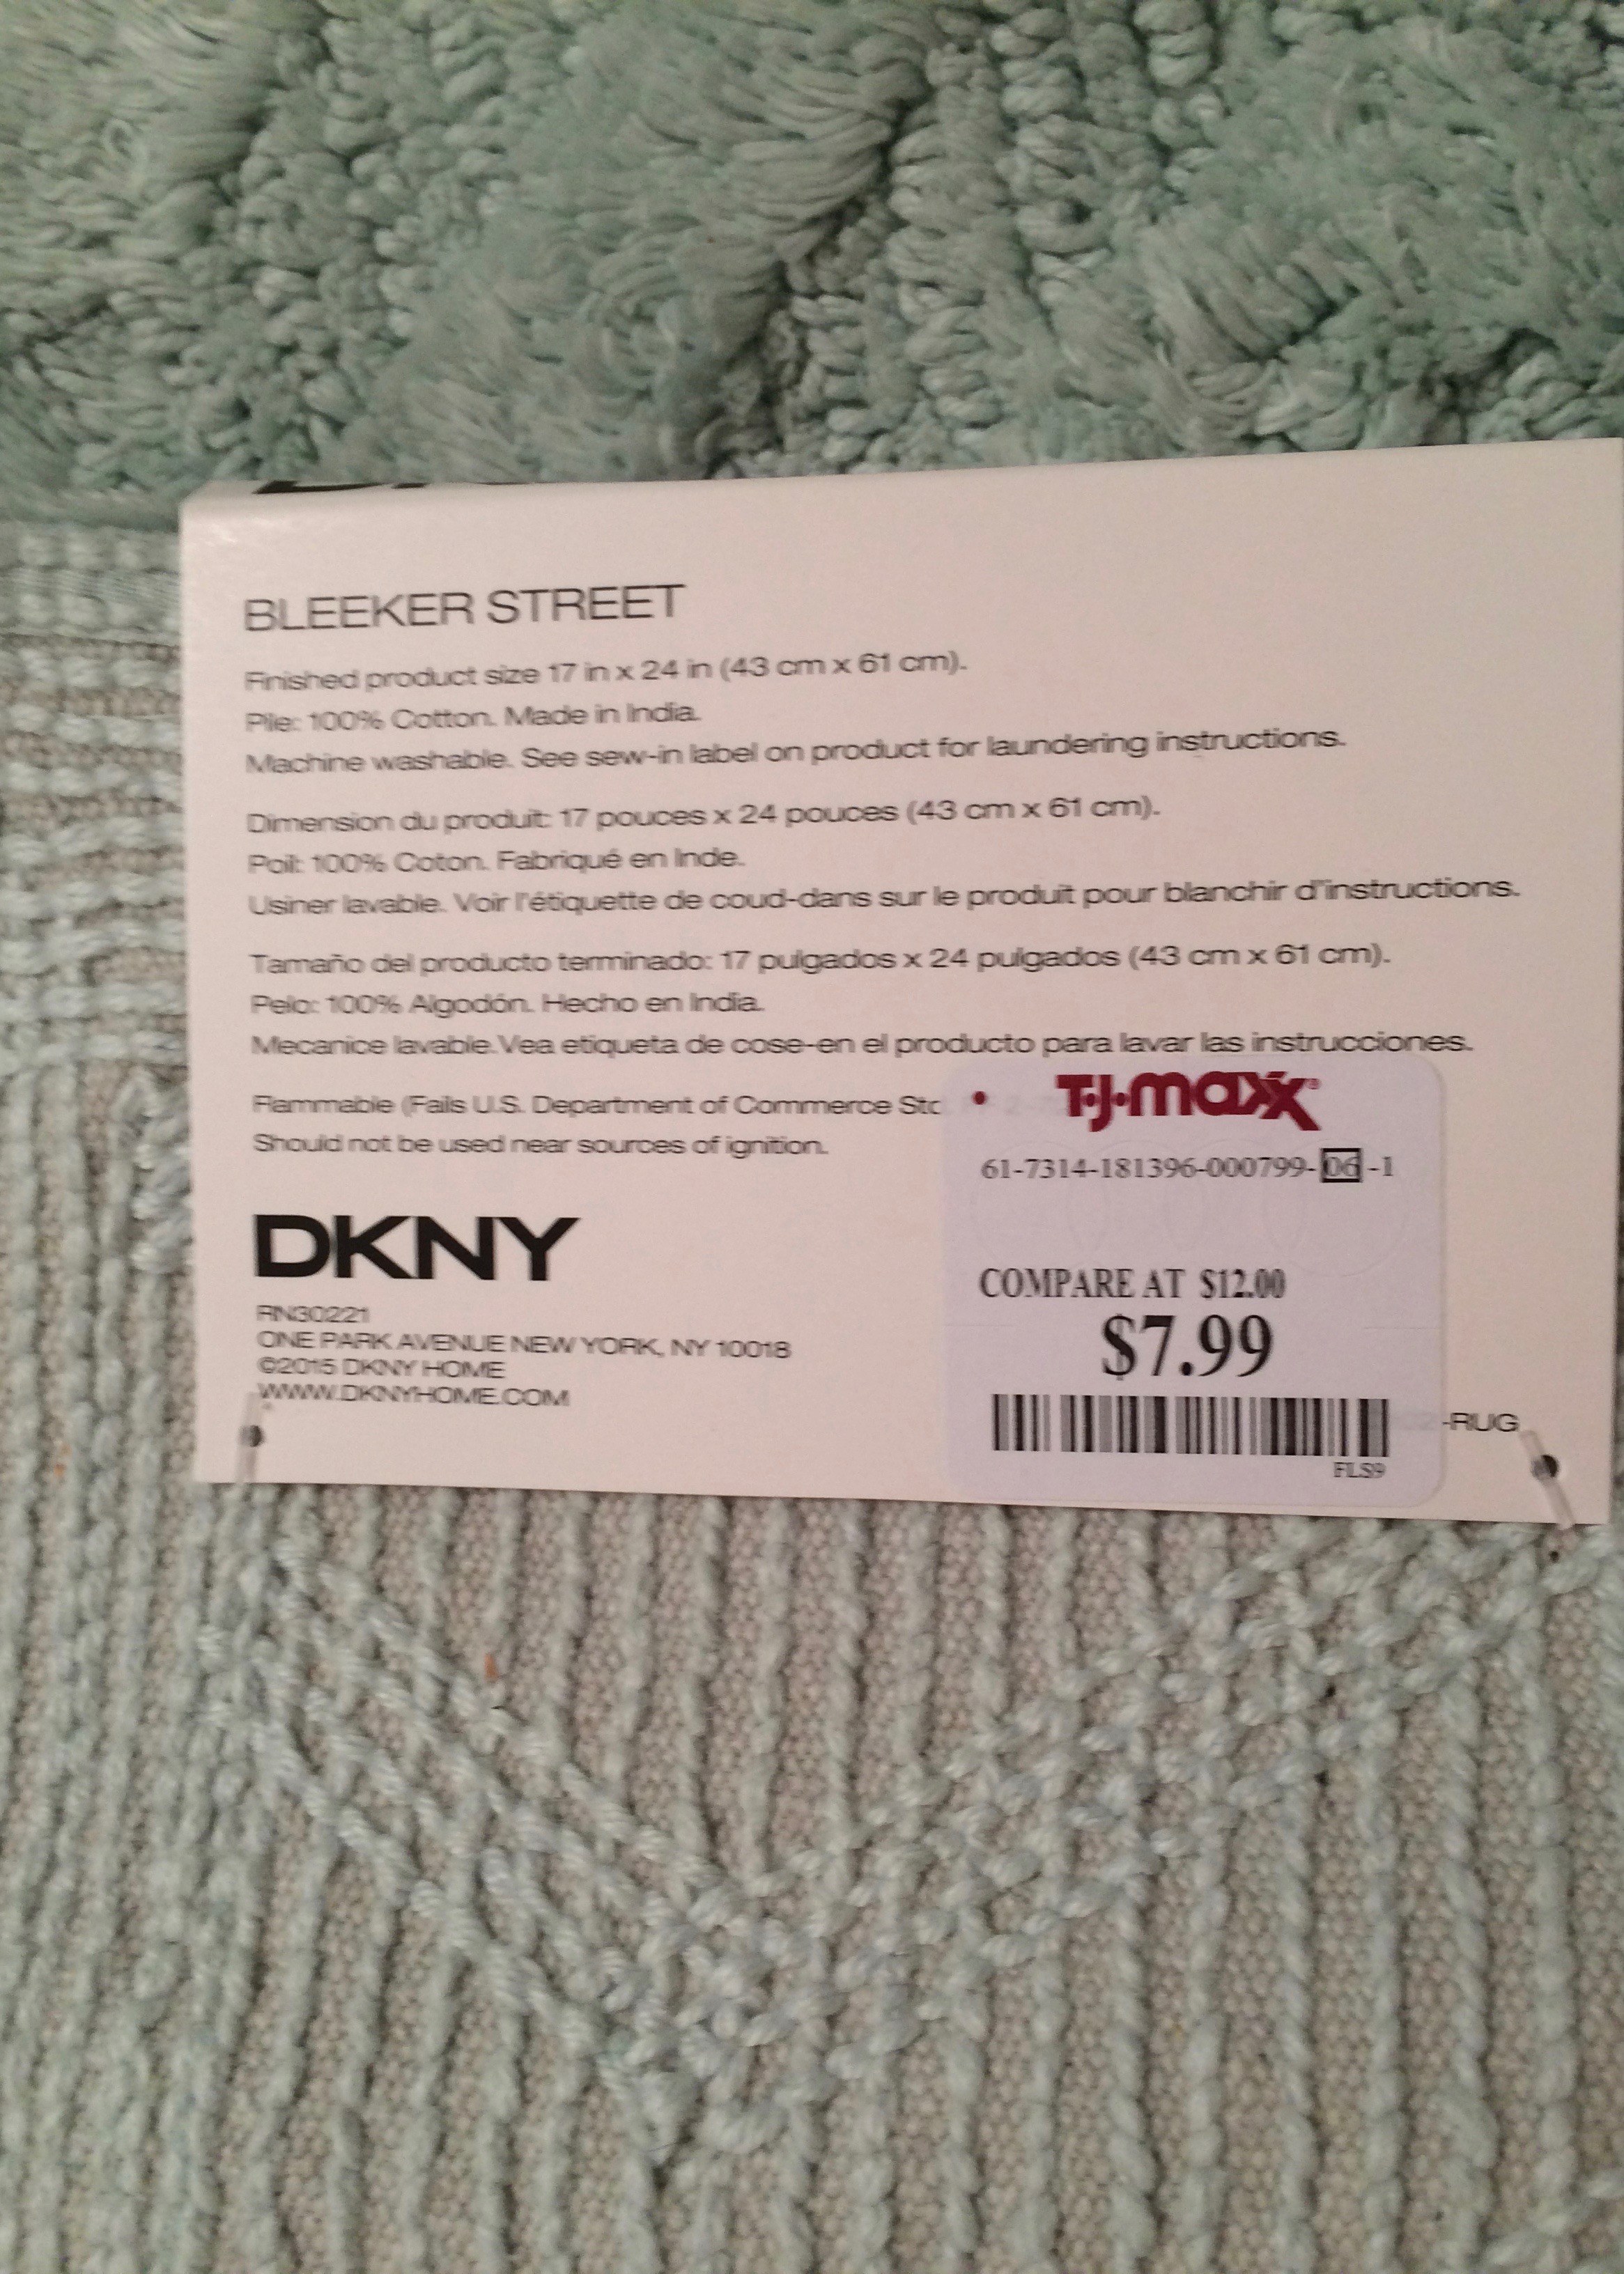 BLEEKER STREET
Finished product size 17 in x 24 in (43 cm x 61 cm).
Pile: 100% Cotton. Made in India.
Machine washable. See sew-in label on product for laundering instructions.
Dimension du produit: 17 pouces x 24 pouces (43 cm x 61 cm).
Poil: 100% Coton. Fabriqué en Inde.
Usiner lavable. Voir l'étiquette de coud-dans sur le produit pour blanchir d'instructions.
Tamaño del producto terminado: 17 pulgados x 24 pulgados (43 cm x 61 cm).
Pelo: 100% Algodón. Hecho en India.
Mecanice lavable. Vea etiqueta de cose-en el producto para lavar las instrucciones.
Flammable (Fails U.S. Department of Commerce
Should not be used near sources of ignition.
DKNY
RN30221
ONE PARK AVENUE NEW YORK, NY 10018
©2015 DKNY HOME
WWW.DKNYHOME.COM
T·J·maxx®
61-7314-181396-000799-06-1
COMPARE AT $12.00
$7.99
FLS9
-RUG